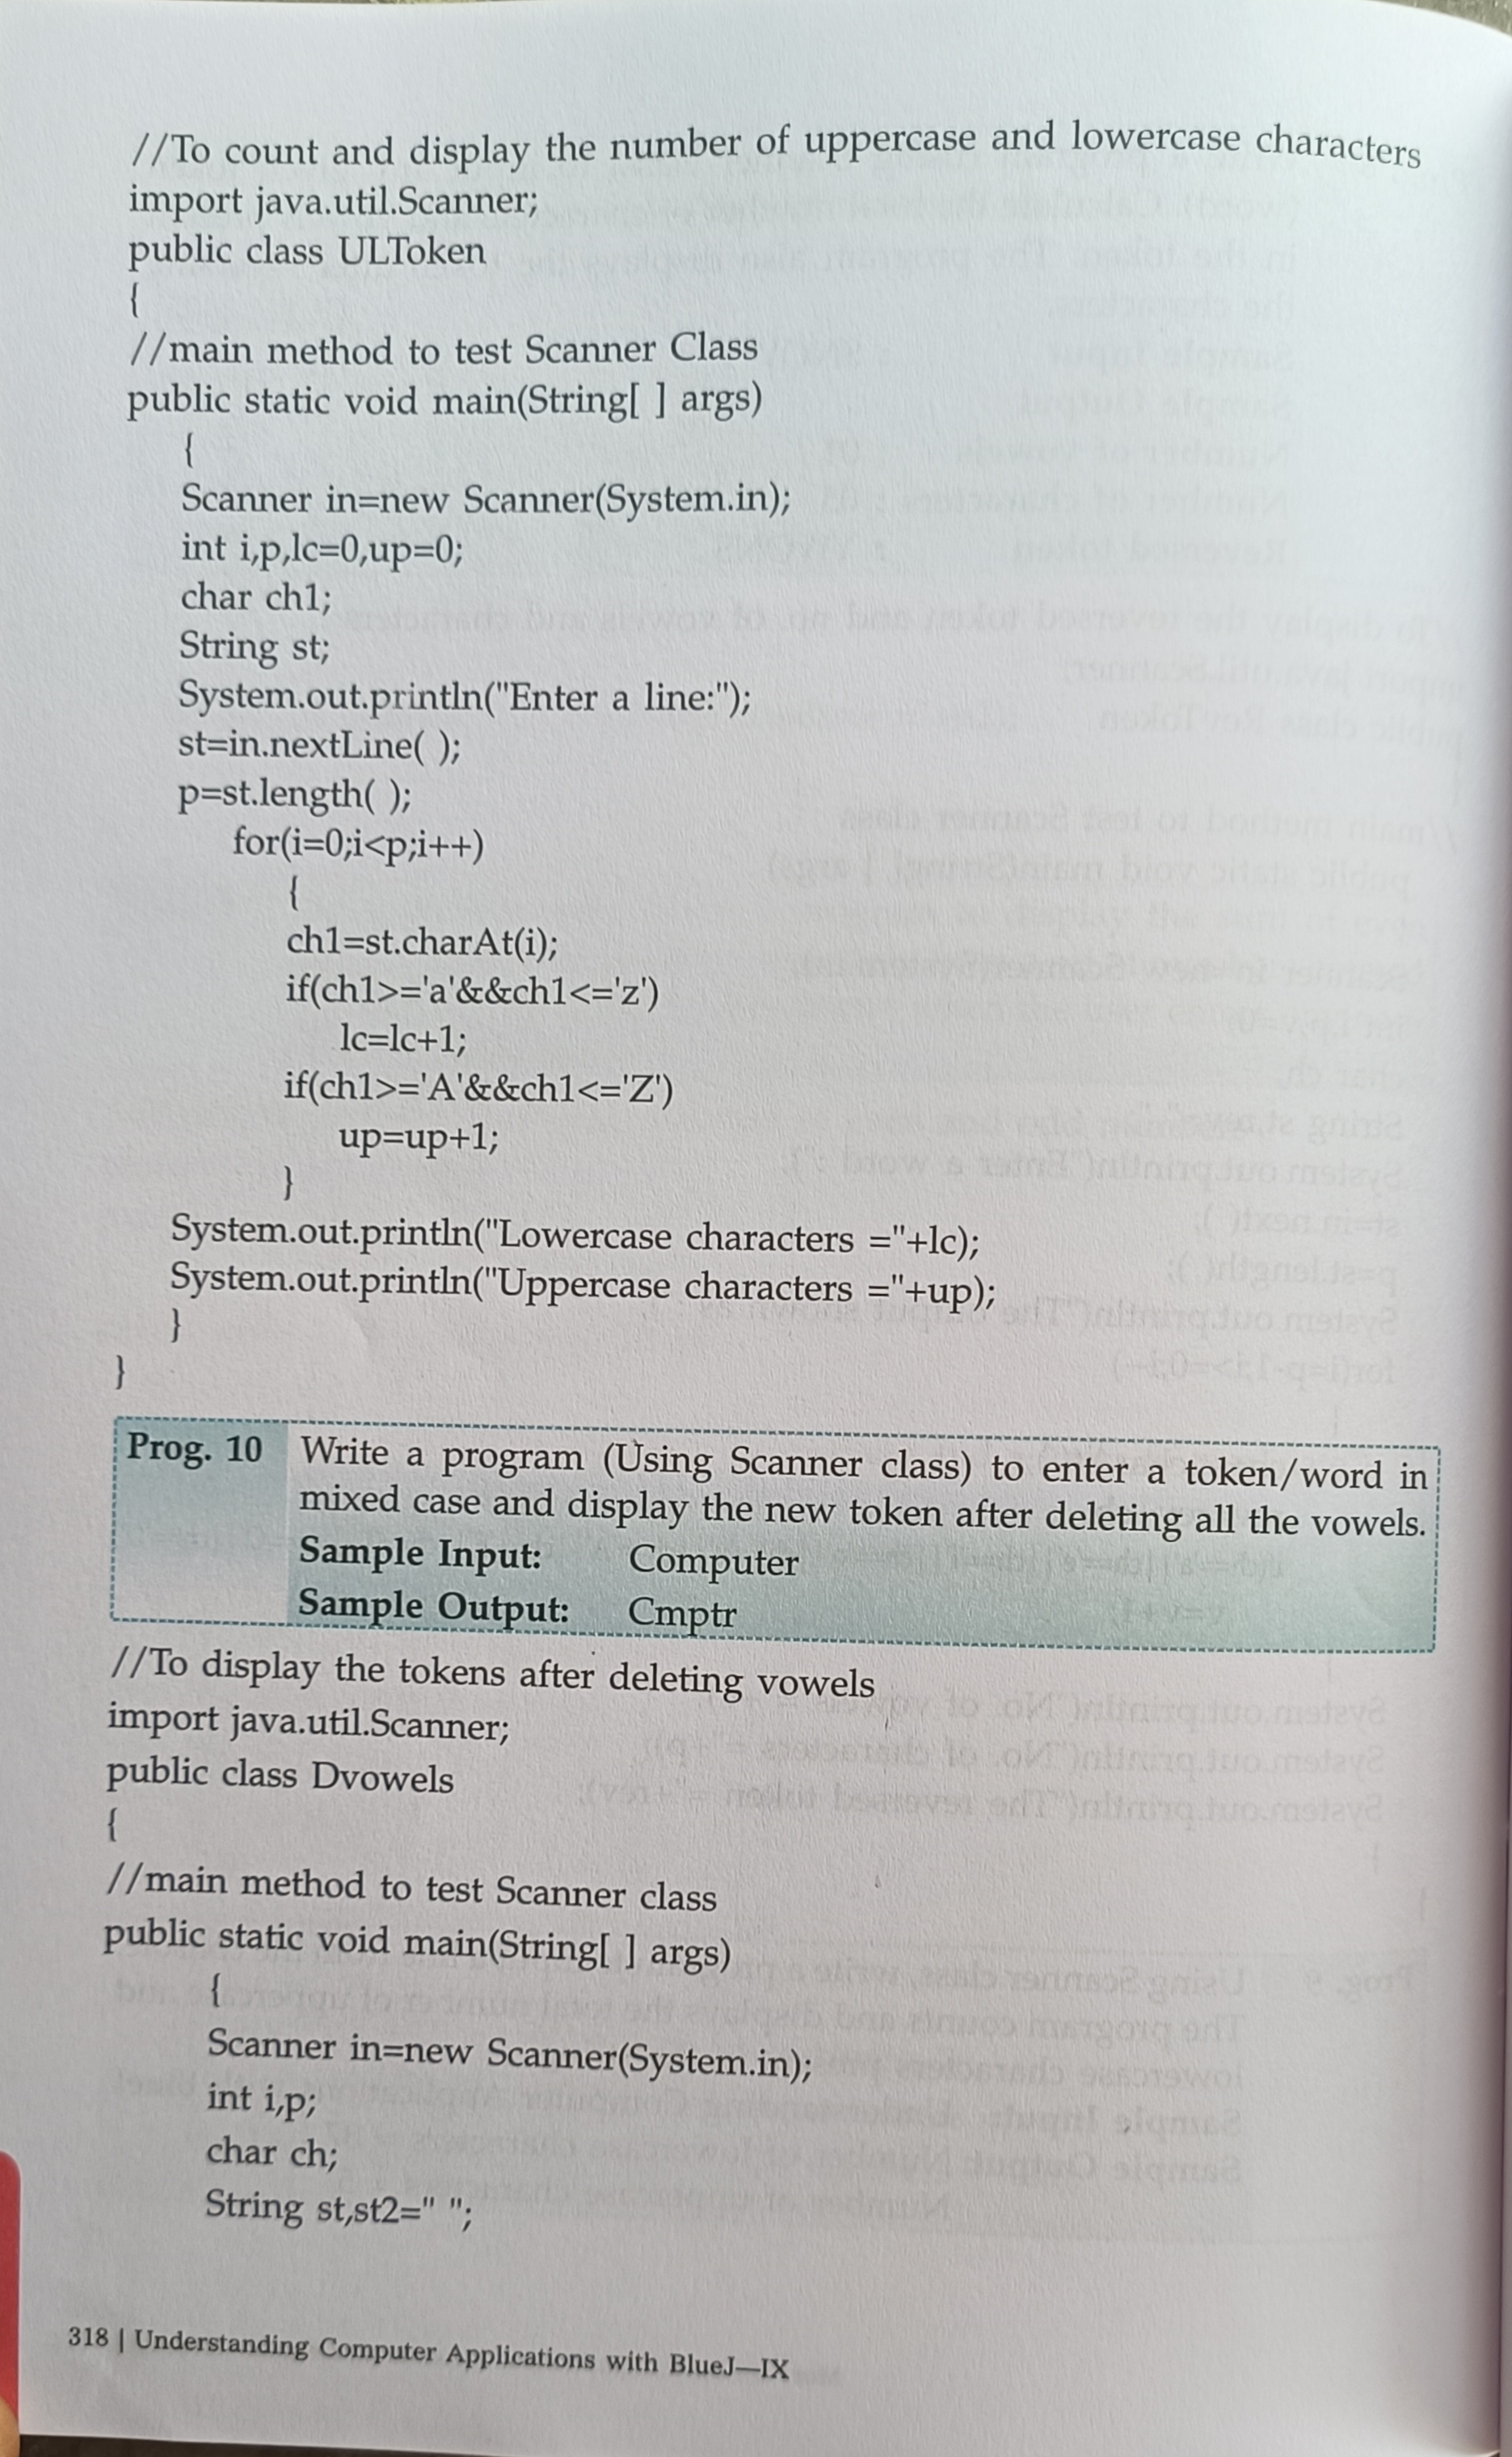 //To count and display the number of uppercase and lowercase characters
import java.util.Scanner;
public class ULToken
{
//main method to test Scanner Class
public static void main(String[ ] args)
{
Scanner in=new Scanner(System.in);
int i,p,lc=0,up=0;
char ch1;
String st;
System.out.println("Enter a line:");
st=in.nextLine( );
p=st.length( );
for(i=0;i<p;i++)
{
ch1=st.charAt(i);
if(ch1>='a'&&ch1<='z')
lc=lc+1;
if(ch1>='A'&&ch1<='Z')
up=up+1;
}
System.out.println("Lowercase characters ="+lc);
System.out.println("Uppercase characters ="+up);
}
}
Prog. 10 Write a program (Using Scanner class) to enter a token/word in
mixed case and display the new token after deleting all the vowels.
Sample Input: Computer
Sample Output: Cmptr
//To display the tokens after deleting vowels
import java.util.Scanner;
public class Dvowels
{
//main method to test Scanner class
public static void main(String[ ] args)
{
Scanner in=new Scanner(System.in);
int i,p;
char ch;
String st,st2=" ";
318 | Understanding Computer Applications with BlueJ—IX